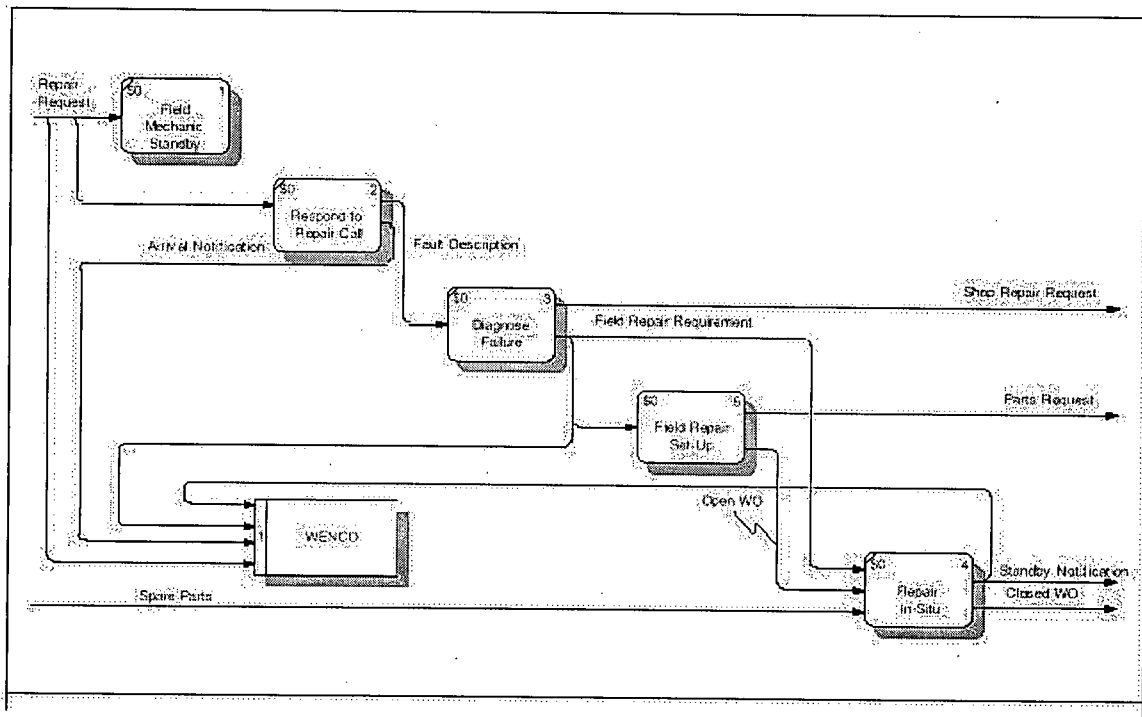 Repair
Request
$0 1
Field
Mechanic
Standby
$0 2
Respond to
Repair Call
Arrival Notification
Fault Description
$0 3
Diagnose
Failure
Shop Repair Request
Field Repair Requirement
$0 5
Field Repair
Set-Up
Parts Request
Open WO
1 WENCO
$0 4
Repair
In-Situ
Standby Notification
Closed WO
Spare Parts